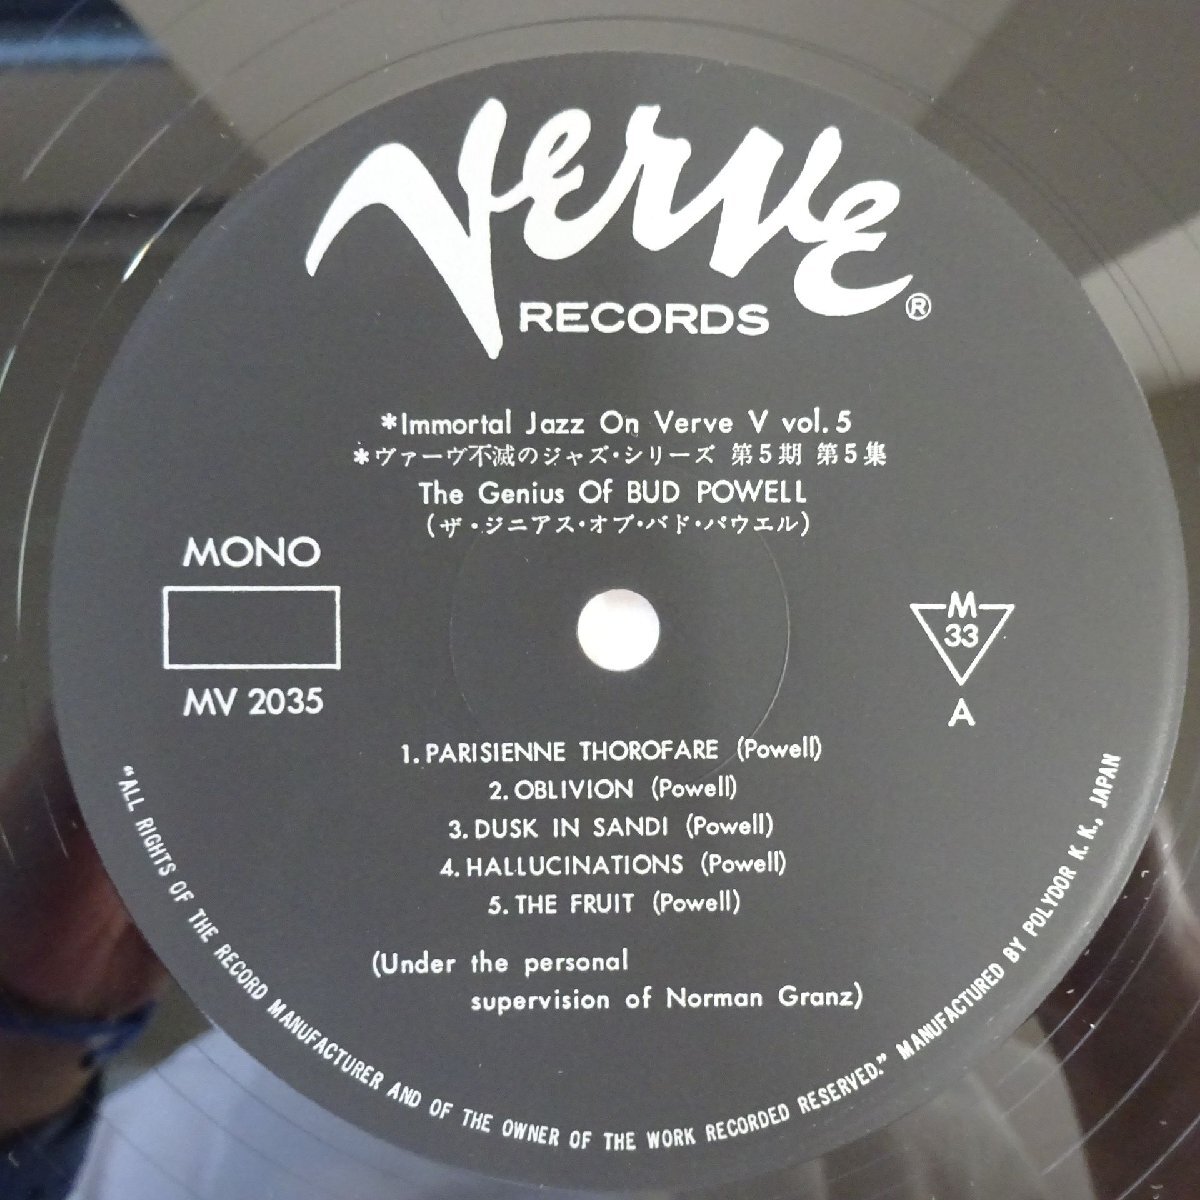 Verve
RECORDS ®
*Immortal Jazz On Verve V vol. 5
*ヴァーヴ不滅のジャズ・シリーズ 第5期 第5集
The Genius Of BUD POWELL
(ザ・ジニアス・オブ・バド・パウエル)
MONO
MV 2035
M
33
A
1. PARISIENNE THOROFARE (Powell)
2. OBLIVION (Powell)
3. DUSK IN SANDI (Powell)
4. HALLUCINATIONS (Powell)
5. THE FRUIT (Powell)
(Under the personal
supervision of Norman Granz)
"ALL RIGHTS OF THE RECORD MANUFACTURER AND OF THE OWNER OF THE WORK RECORDED RESERVED." MANUFACTURED BY POLYDOR K. K., JAPAN